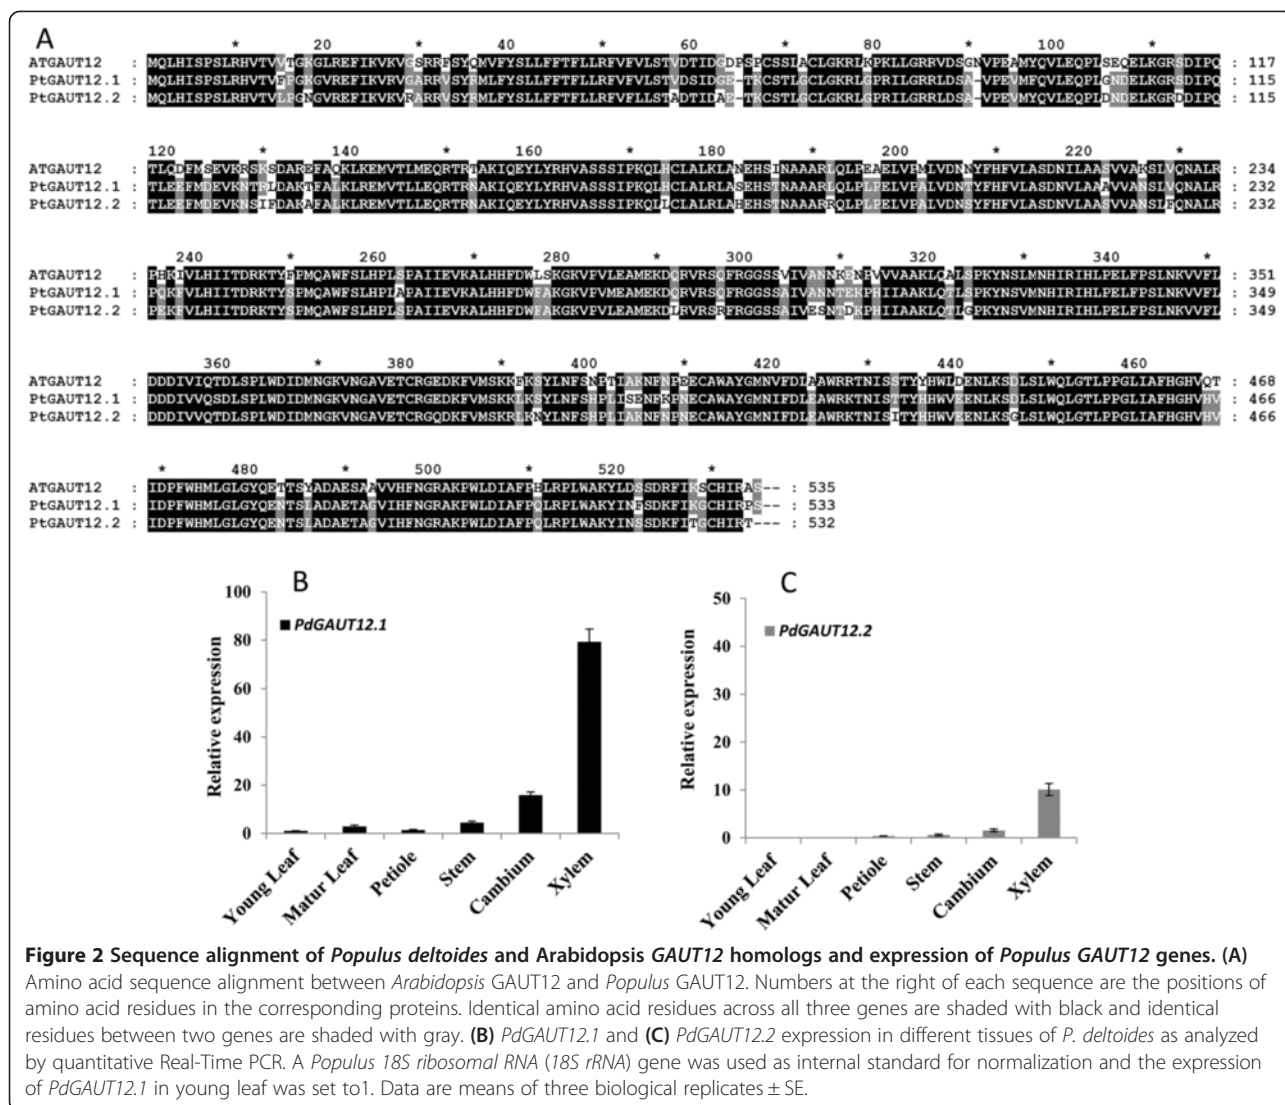 A
* 20 * 40 * 60 * 80 * 100 *
ATGAUT12 : MQLHISPSLRHVTVVTGKGLREFIKVKVGSRRFSYQMVFYSLLFFTFLLRFVFVLSTVDTIDGDPSPCSSLACLGKRLKPKLLGRRVDSGNVPEAMYQVLEQPLSEQELKGRSDIPQ : 117
PtGAUT12.1 : MQLHISPSLRHVTVFPGKGVREFIKVKVGARRVSYRMLFYSLLFFTFLLRFVFVLSTVDSIDGE-TKCSTLGCLGKRLGPRILGRRLDSA-VPEVMYQVLEQPLGNDELKGRSDIPQ : 115
PtGAUT12.2 : MQLHISPSLRHVTVLPGNGVREFIKVKVRARRVSYRMLFYSLLFFTFLLRFVFLLSTADTIDAE-TKCSTLGCLGKRLGPRILGRRLDSA-VPEVMYQVLEQPLDNDELKGRDDIPQ : 115
120 * 140 * 160 * 180 * 200 * 220 *
ATGAUT12 : TLQDFMSEVKRSKSDAREFAQKLKEMVTLMEQRTRTAKIQEYLYRHVASSSIPKQLHCLALKLANEHSINAAARLQLPEAELVPMLVDNNYFHFVLASDNILAASVVAKSLVQNALR : 234
PtGAUT12.1 : TLEEFMDEVKNTRLDAKTFALKLREMVTLLEQRTRNAKIQEYLYRHVASSSIPKQLHCLALRLASEHSTNAAARLQLPLPELVPALVDNTYFHFVLASDNVLAAAVVANSLVQNALR : 232
PtGAUT12.2 : TLEEFMDEVKNSIFDAKAFALKLREMVTLLEQRTRNAKIQEYLYRHVASSSIPKQLLCLALRLAHEHSTNAAARRQLPLPELVPALVDNSYFHFVLASDNVLAASVVANSLFQNALR : 232
240 * 260 * 280 * 300 * 320 * 340 *
ATGAUT12 : PHKIVLHIITDRKTYFPMQAWFSLHPLSPAIIEVKALHHFDWLSKGKVPVLEAMEKDQRVRSQFRGGSSVIVANNKENPVVVAAKLQALSPKYNSLMNHIRIHLPELFPSLNKVVFL : 351
PtGAUT12.1 : PQKFVLHIITDRKTYSPMQAWFSLHPLAPAIIEVKALHHFDWFAKGKVPVMEAMEKDQRVRSQFRGGSSAIVANNTEKPHIIAAKLQTLSPKYNSVMNHIRIHLPELFPSLNKVVFL : 349
PtGAUT12.2 : PEKFVLHIITDRKTYSPMQAWFSLHPLSPAIIEVKALHHFDWFAKGKVPVLEAMEKDLRVRSRFRGGSSAIVESNTDKPHIIAAKLQTLGPKYNSVMNHIRIHLPELFPSLNKVVFL : 349
360 * 380 * 400 * 420 * 440 * 460
ATGAUT12 : DDDIVIQTDLSPLWDIDMNGKVNGAVETCRGEDKFVMSKKFKSYLNFSNPTIAKNFNPEECAWAYGMNVFDLAAWRRTNISSTYYHWLDENLKSDLSLWQLGTLPPGLIAFHGHVQT : 468
PtGAUT12.1 : DDDIVVQSDLSPLWDIDMNGKVNGAVETCRGEDKFVMSKKLKSYLNFSHPLISENFKPNECAWAYGMNIFDLEAWRKTNISTTYHHWVEENLKSDLSLWQLGTLPPGLIAFHGHVHV : 466
PtGAUT12.2 : DDDIVVQTDLSPLWDIDMNGKVNGAVETCRGQDKFVMSKRLKNYLNFSHPLIAKNFNPNECAWAYGMNIFDLEAWRKTNISITYHHWVEENLKSGLSLWQLGTLPPGLIAFHGHVHV : 466
* 480 * 500 * 520 *
ATGAUT12 : IDPFWHMLGLGYQETTSYADAESAAVVHFNGRAKPWLDIAFPHLRPLWAKYLDSSDRFIKSCHIRAS-- : 535
PtGAUT12.1 : IDPFWHMLGLGYQENTSLADAETAGVIHFNGRAKPWLDIAFPQLRPLWAKYINFSDKFIKGCHIRPS-- : 533
PtGAUT12.2 : IDPFWHMLGLGYQENTSLADAETAGVIHFNGRAKPWLDIAFPQLRPLWAKYINSSDKFITGCHIRT--- : 532
B
PdGAUT12.1
Relative expression
100
80
60
40
20
0
Young Leaf
Matur Leaf
Petiole
Stem
Cambium
Xylem
C
PdGAUT12.2
Relative expression
50
40
30
20
10
0
Young Leaf
Matur Leaf
Petiole
Stem
Cambium
Xylem
Figure 2 Sequence alignment of Populus deltoides and Arabidopsis GAUT12 homologs and expression of Populus GAUT12 genes. (A)
Amino acid sequence alignment between Arabidopsis GAUT12 and Populus GAUT12. Numbers at the right of each sequence are the positions of
amino acid residues in the corresponding proteins. Identical amino acid residues across all three genes are shaded with black and identical
residues between two genes are shaded with gray. (B) PdGAUT12.1 and (C) PdGAUT12.2 expression in different tissues of P. deltoides as analyzed
by quantitative Real-Time PCR. A Populus 18S ribosomal RNA (18S rRNA) gene was used as internal standard for normalization and the expression
of PdGAUT12.1 in young leaf was set to1. Data are means of three biological replicates ± SE.